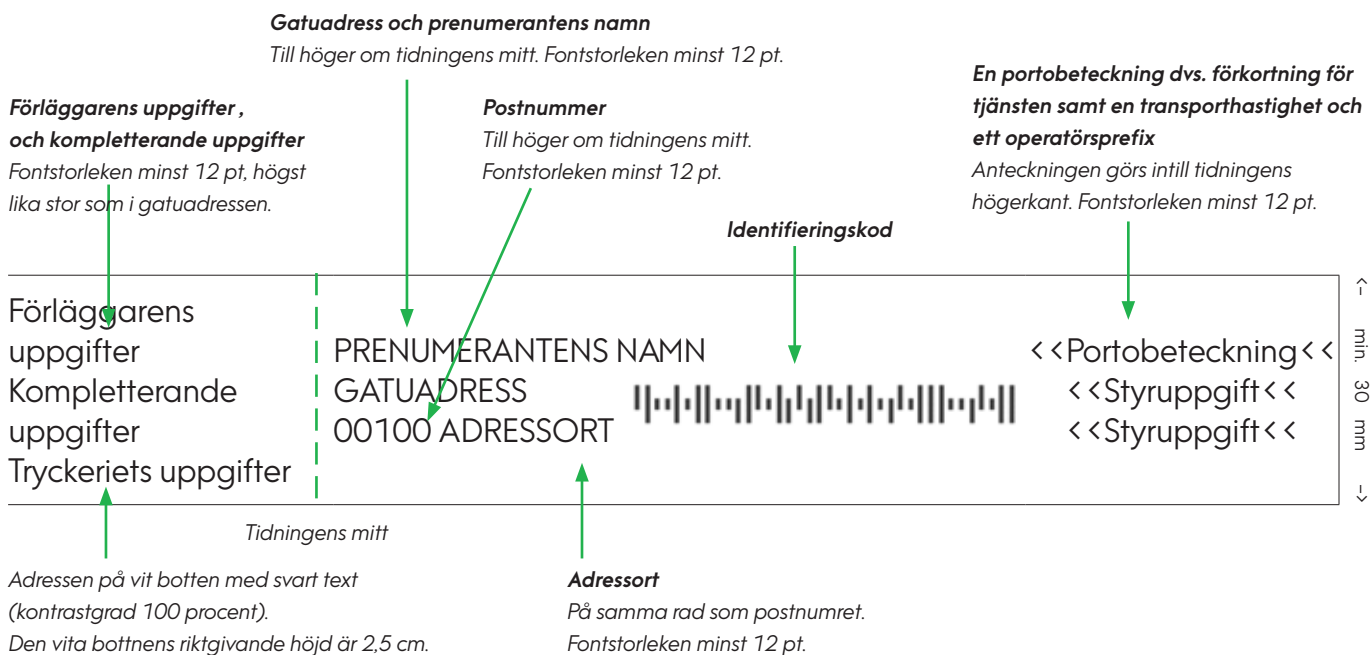 Gatuadress och prenumerantens namn
Till höger om tidningens mitt. Fontstorleken minst 12 pt.
Förläggarens uppgifter ,
och kompletterande uppgifter
Fontstorleken minst 12 pt, högst
lika stor som i gatuadressen.
Postnummer
Till höger om tidningens mitt.
Fontstorleken minst 12 pt.
En portobeteckning dvs. förkortning för
tjänsten samt en transporthastighet och
ett operatörsprefix
Anteckningen görs intill tidningens
högerkant. Fontstorleken minst 12 pt.
Identifieringskod
Förläggarens
uppgifter
Kompletterande
uppgifter
Tryckeriets uppgifter
PRENUMERANTENS NAMN
GATUADRESS
00100 ADRESSORT
<<Portobeteckning<<
<<Styruppgift<<
<<Styruppgift<<
<- min. 30 mm ->
Tidningens mitt
Adressen på vit botten med svart text
(kontrastgrad 100 procent).
Den vita bottnens riktgivande höjd är 2,5 cm.
Adressort
På samma rad som postnumret.
Fontstorleken minst 12 pt.